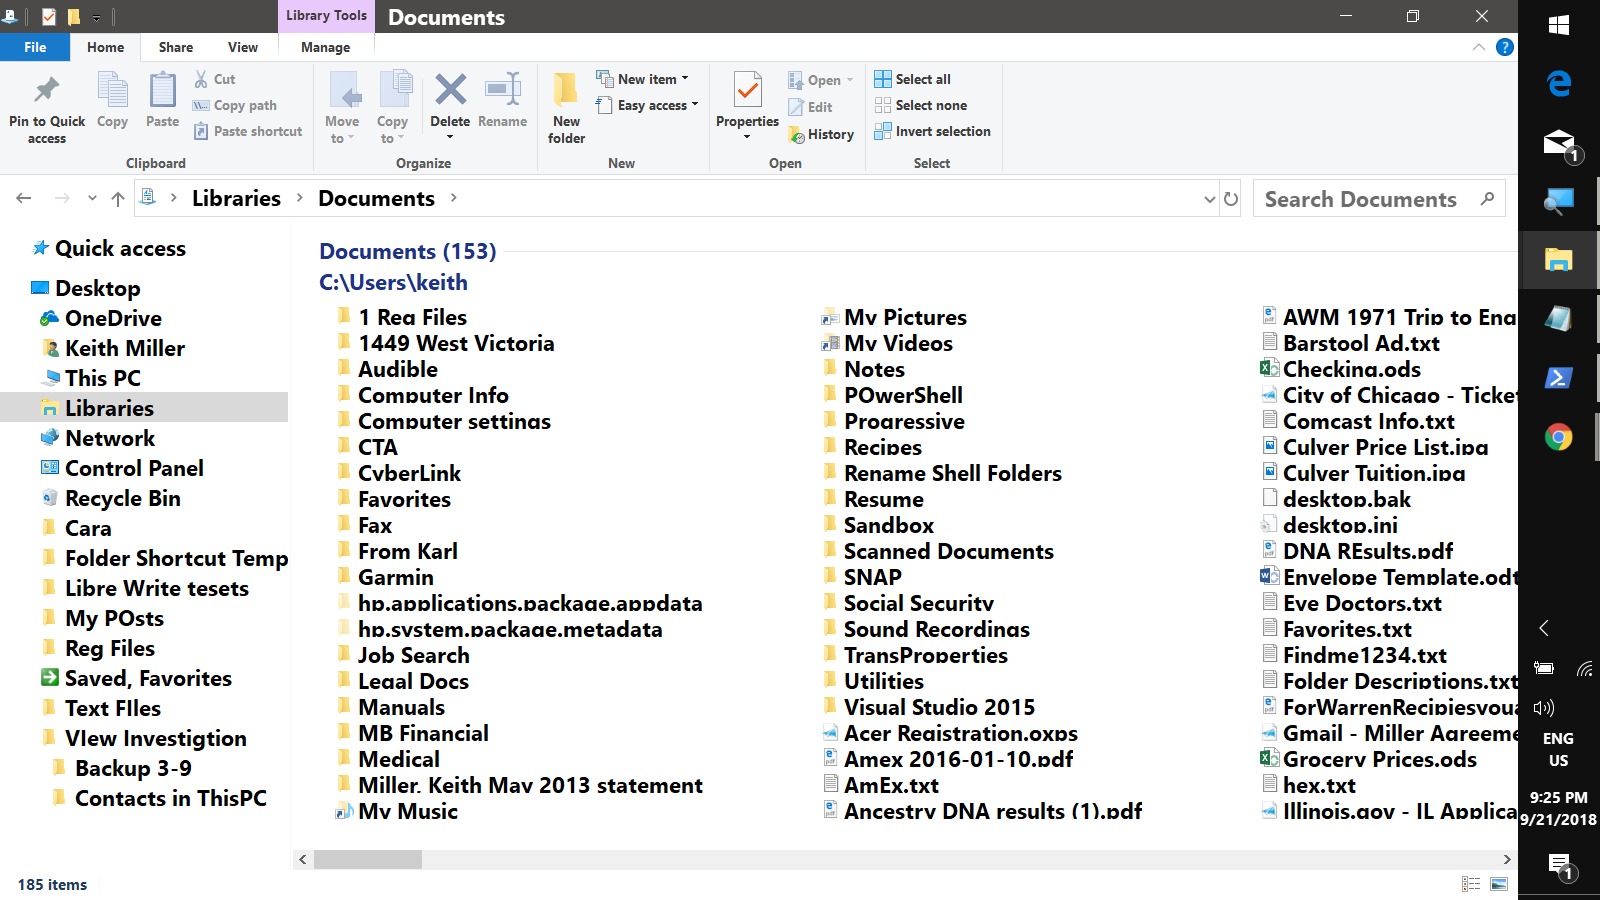 Library Tools
Documents
File
Home
Share
View
Manage
Pin to Quick access
Copy
Paste
Cut
Copy path
Paste shortcut
Clipboard
Move to
Copy to
Delete
Rename
Organize
New folder
New item
Easy access
New
Properties
Open
Edit
History
Open
Select all
Select none
Invert selection
Select
Libraries
Documents
Search Documents
Quick access
Desktop
OneDrive
Keith Miller
This PC
Libraries
Network
Control Panel
Recycle Bin
Cara
Folder Shortcut Temp
Libre Write tesets
My POsts
Reg Files
Saved, Favorites
Text FIles
VIew Investigtion
Backup 3-9
Contacts in ThisPC
Documents (153)
C:\Users\keith
1 Reg Files
1449 West Victoria
Audible
Computer Info
Computer settings
CTA
CyberLink
Favorites
Fax
From Karl
Garmin
hp.applications.package.appdata
hp.system.package.metadata
Job Search
Legal Docs
Manuals
MB Financial
Medical
Miller, Keith May 2013 statement
My Music
My Pictures
My Videos
Notes
POwerShell
Progressive
Recipes
Rename Shell Folders
Resume
Sandbox
Scanned Documents
SNAP
Social Security
Sound Recordings
TransProperties
Utilities
Visual Studio 2015
Acer Registration.oxps
Amex 2016-01-10.pdf
AmEx.txt
Ancestry DNA results (1).pdf
AWM 1971 Trip to Eng
Barstool Ad.txt
Checking.ods
City of Chicago - Ticket
Comcast Info.txt
Culver Price List.jpg
Culver Tuition.jpg
desktop.bak
desktop.ini
DNA REsults.pdf
Envelope Template.odt
Eye Doctors.txt
Favorites.txt
Findme1234.txt
Folder Descriptions.txt
ForWarrenRecipiesyoua
Gmail - Miller Agreeme
Grocery Prices.ods
hex.txt
Illinois.gov - IL Applica
185 items
1
ENG
US
9:25 PM
9/21/2018
1